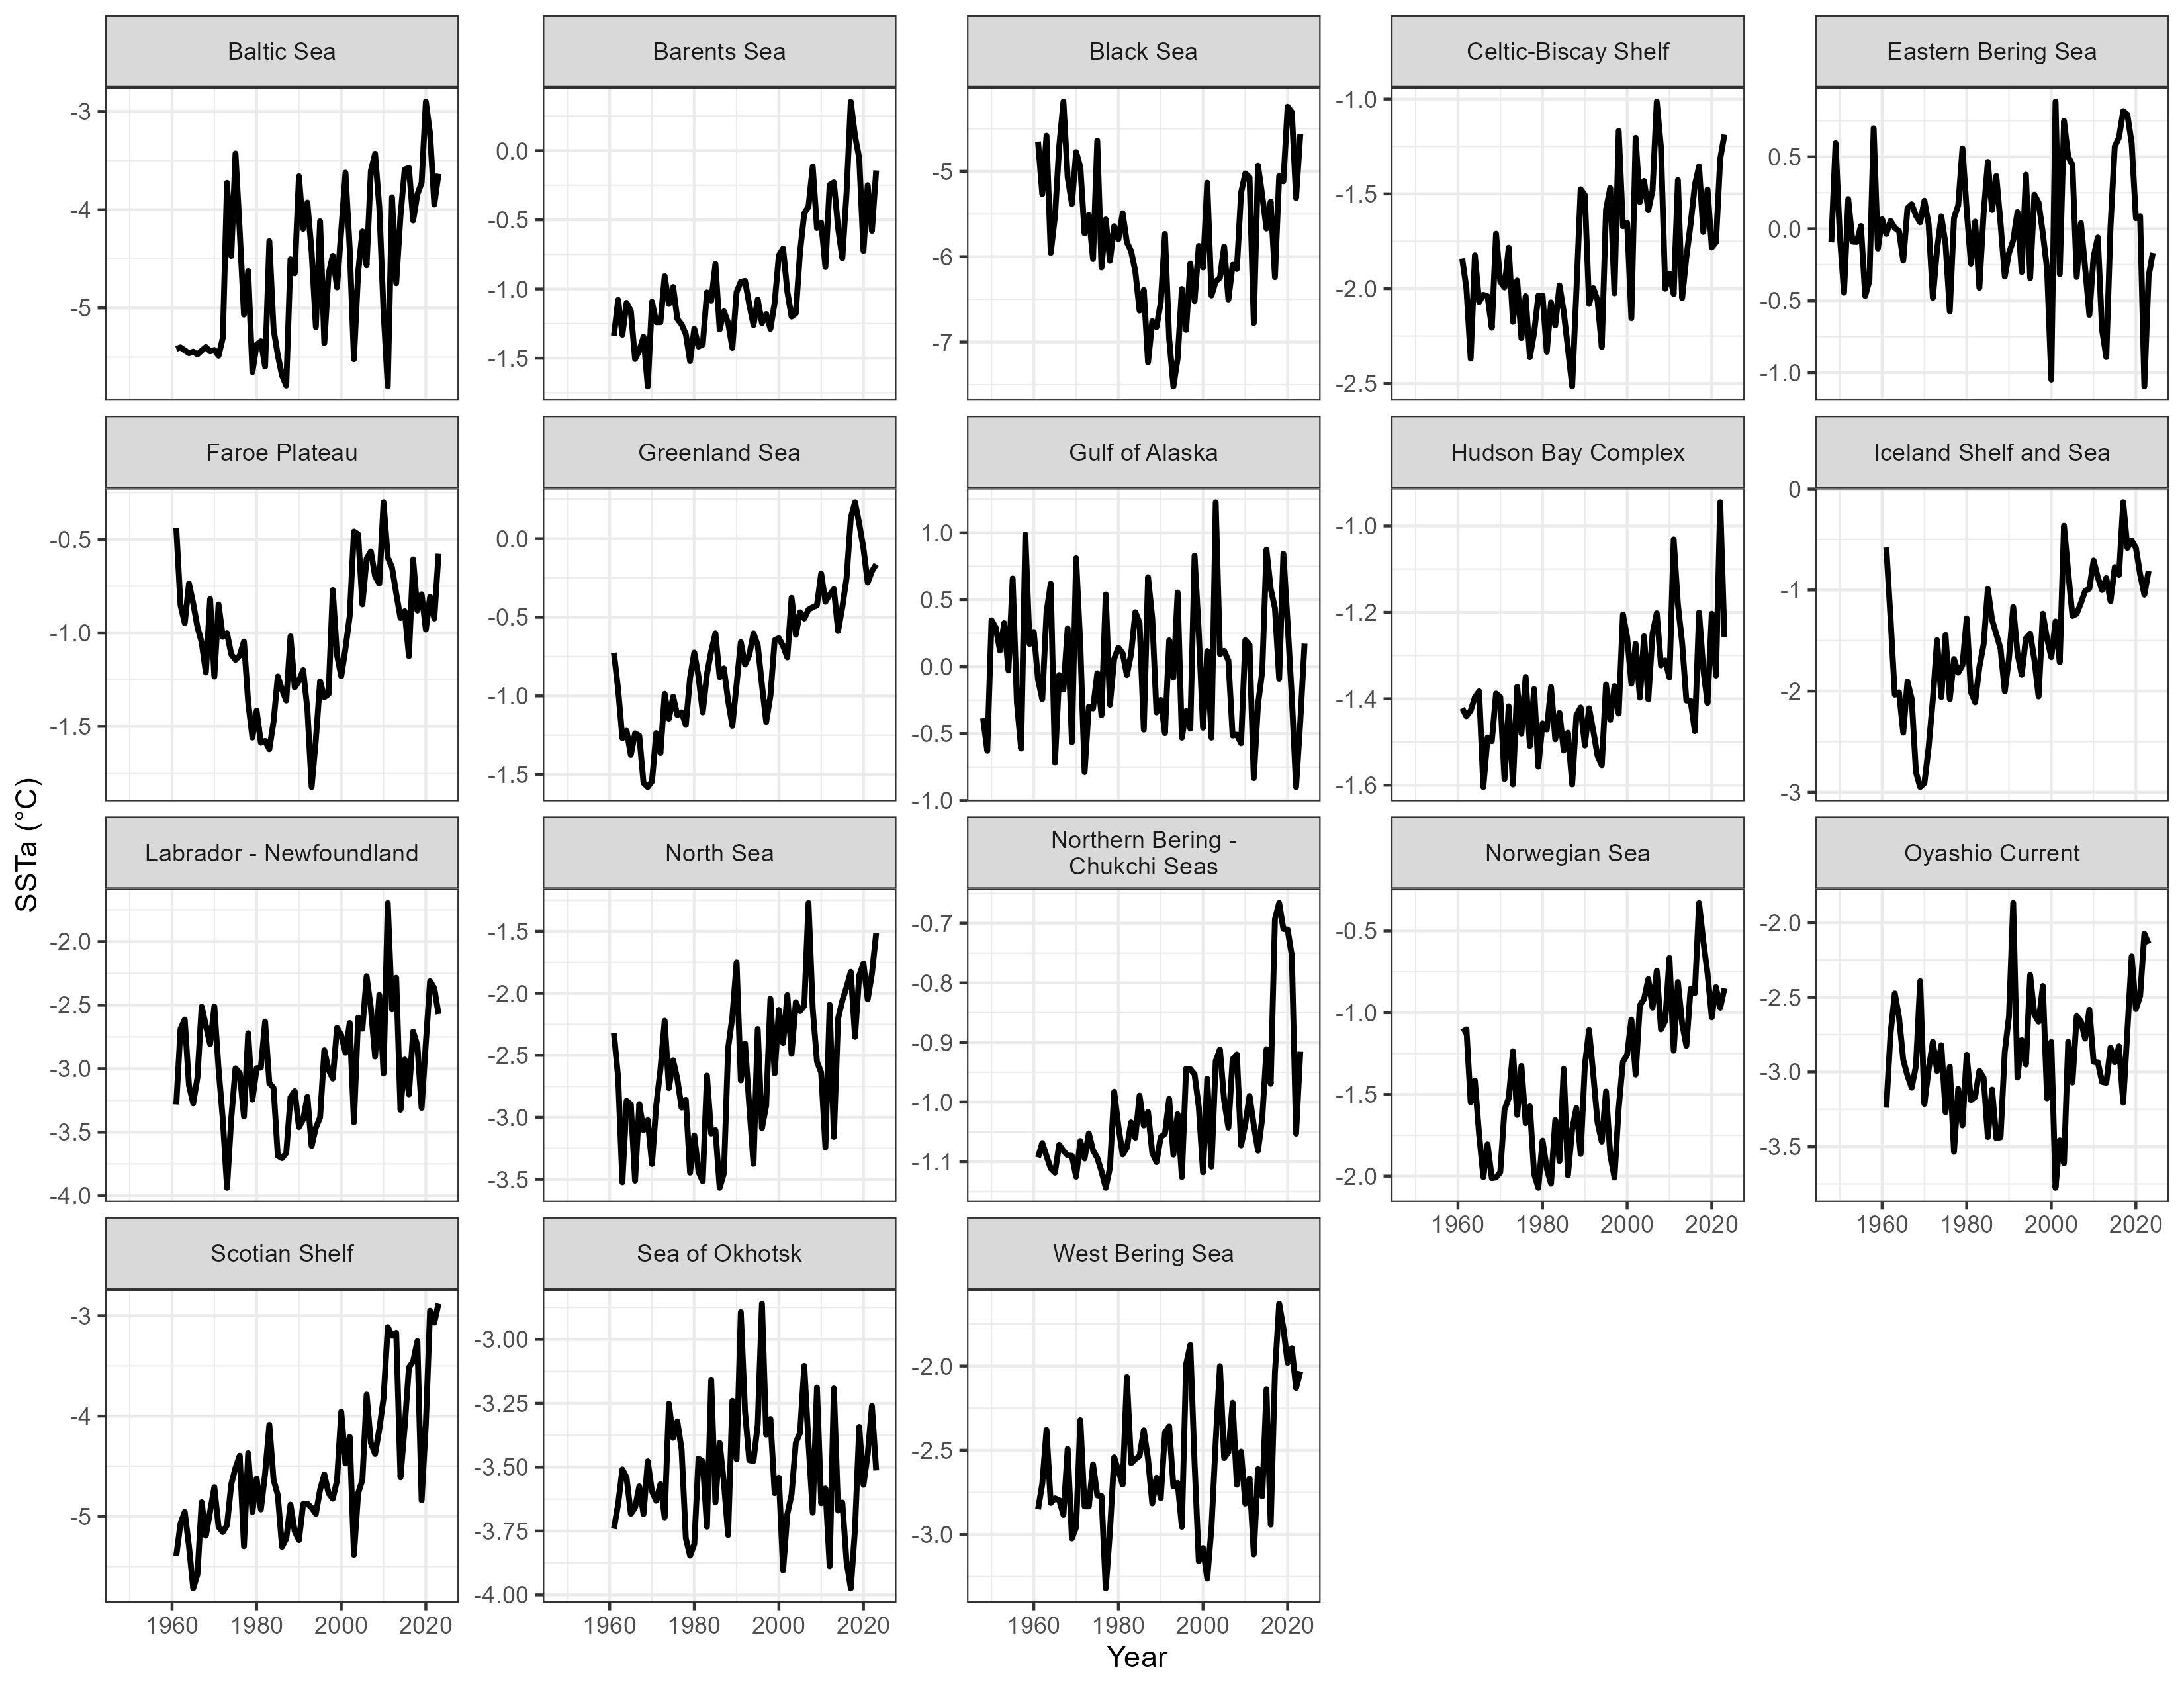 Baltic Sea
Barents Sea
Black Sea
Celtic-Biscay Shelf
Eastern Bering Sea
-3
-4
-5
0.0
-0.5
-1.0
-1.5
-5
-6
-7
-1.0
-1.5
-2.0
-2.5
0.5
0.0
-0.5
-1.0
Faroe Plateau
Greenland Sea
Gulf of Alaska
Hudson Bay Complex
Iceland Shelf and Sea
-0.5
-1.0
-1.5
0.0
-0.5
-1.0
-1.5
1.0
0.5
0.0
-0.5
-1.0
-1.0
-1.2
-1.4
-1.6
0
-1
-2
-3
Labrador - Newfoundland
North Sea
Northern Bering -
Chukchi Seas
Norwegian Sea
Oyashio Current
-2.0
-2.5
-3.0
-3.5
-4.0
-1.5
-2.0
-2.5
-3.0
-3.5
-0.7
-0.8
-0.9
-1.0
-1.1
-0.5
-1.0
-1.5
-2.0
-2.0
-2.5
-3.0
-3.5
1960 1980 2000 2020
1960 1980 2000 2020
Scotian Shelf
Sea of Okhotsk
West Bering Sea
-3
-4
-5
-3.00
-3.25
-3.50
-3.75
-4.00
-2.0
-2.5
-3.0
1960 1980 2000 2020
1960 1980 2000 2020
1960 1980 2000 2020
Year
SSTa (°C)